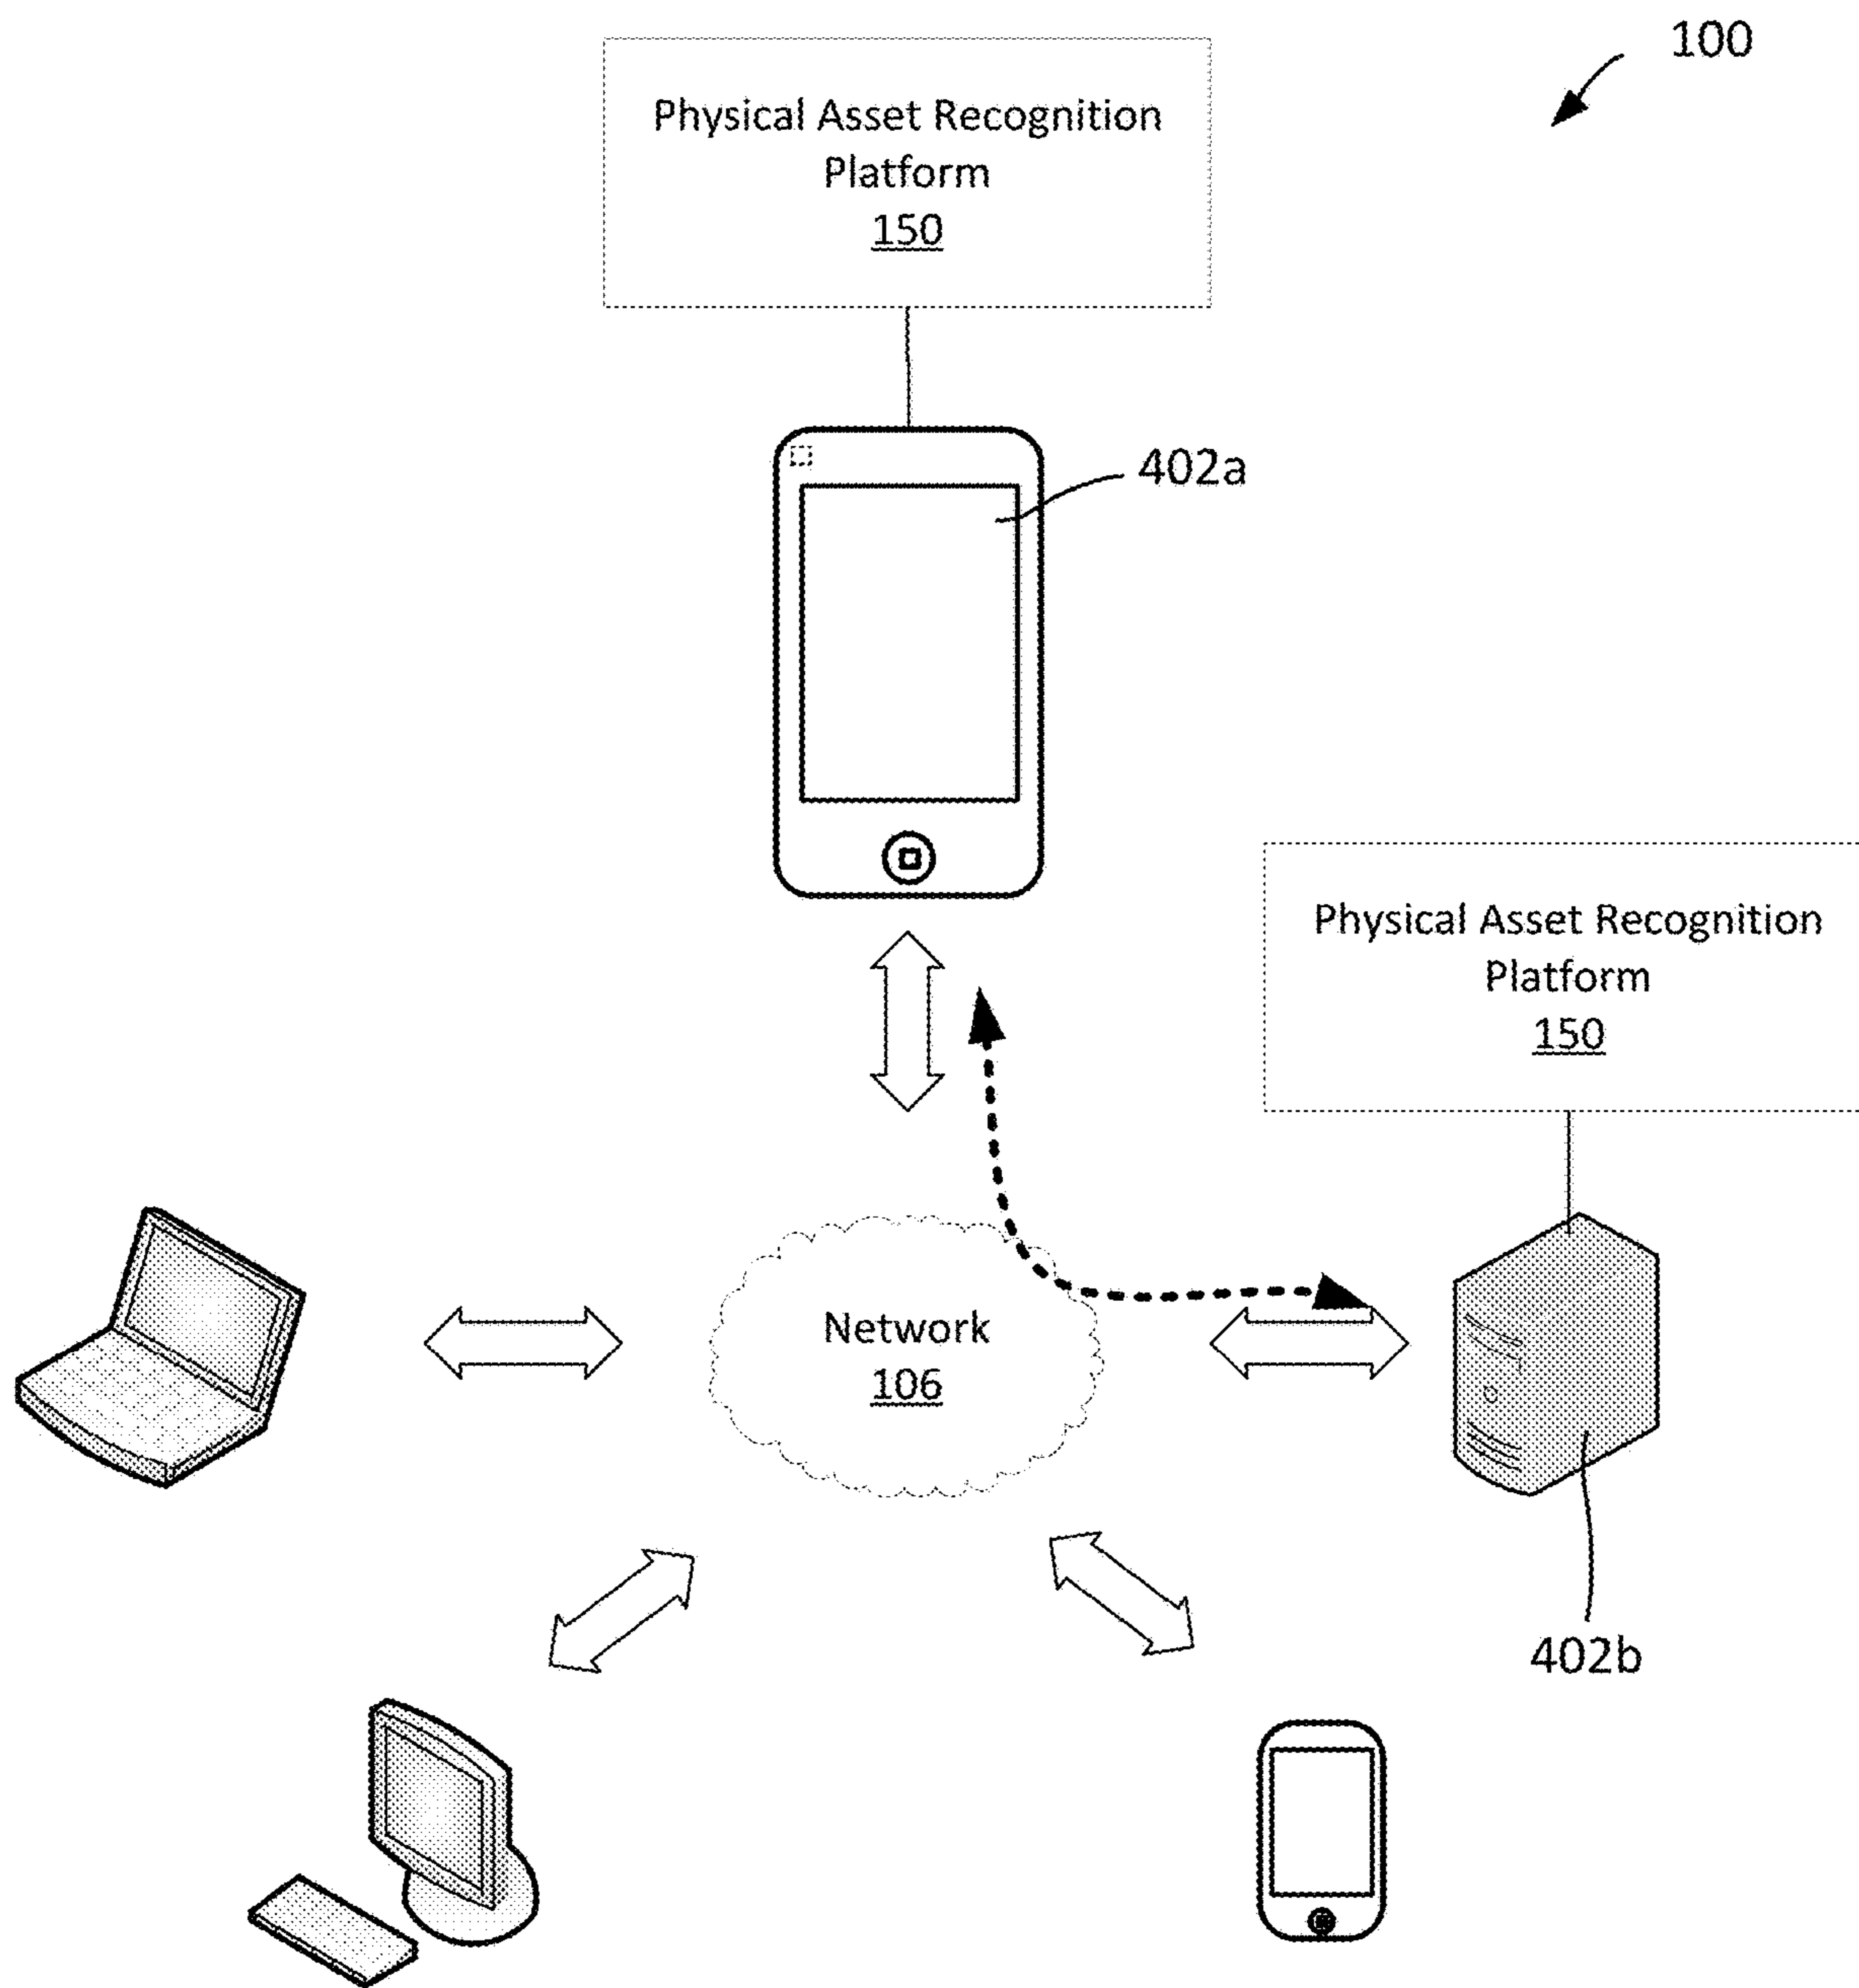 100
Physical Asset Recognition
Platform
150
402a
Physical Asset Recognition
Platform
150
Network
106
402b